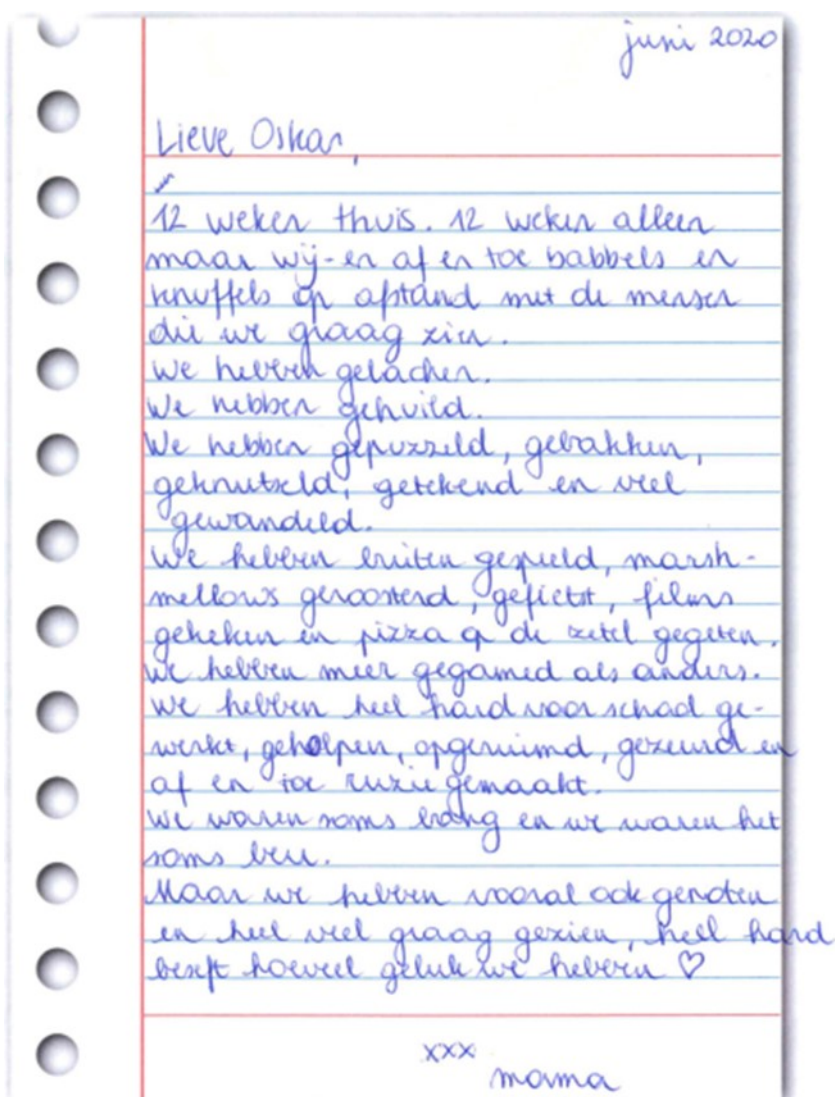 juni 2020
Lieve Oskar,
12 weken thuis. 12 weken alleen
maar wij - en af en toe babbels en
knuffels op afstand met de mensen
die we graag zien.
We hebben gelachen.
We hebben gehuild.
We hebben gepuzzeld, gebakken,
geknutseld, getekend en veel
gewandeld.
We hebben buiten gespeeld, marsh-
mellows geroosterd, gefietst, films
gekeken en pizza op de zetel gegeten.
We hebben meer gegamed als anders.
We hebben heel hard voor school ge-
werkt, geholpen, opgeruimd, gezeurd en
af en toe ruzie gemaakt.
We waren soms bang en we waren het
soms beu.
Maar we hebben vooral ook genoten
en heel veel graag gezien, heel hard
beseft hoeveel geluk we hebben ♡
xxx
mama